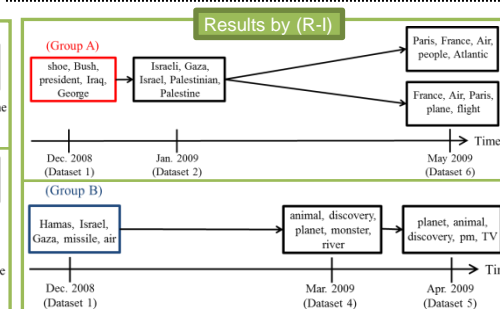 Results by (R-I)
(Group A)
shoe, Bush,
president, Iraq,
George
Israeli, Gaza,
Israel, Palestinian,
Palestine
Paris, France, Air,
people, Atlantic
France, Air, Paris,
plane, flight
Time
Dec. 2008
(Dataset 1)
Jan. 2009
(Dataset 2)
May 2009
(Dataset 6)
(Group B)
Hamas, Israel,
Gaza, missile, air
animal, discovery,
planet, monster,
river
planet, animal,
discovery, pm, TV
Dec. 2008
(Dataset 1)
Mar. 2009
(Dataset 4)
Apr. 2009
(Dataset 5)